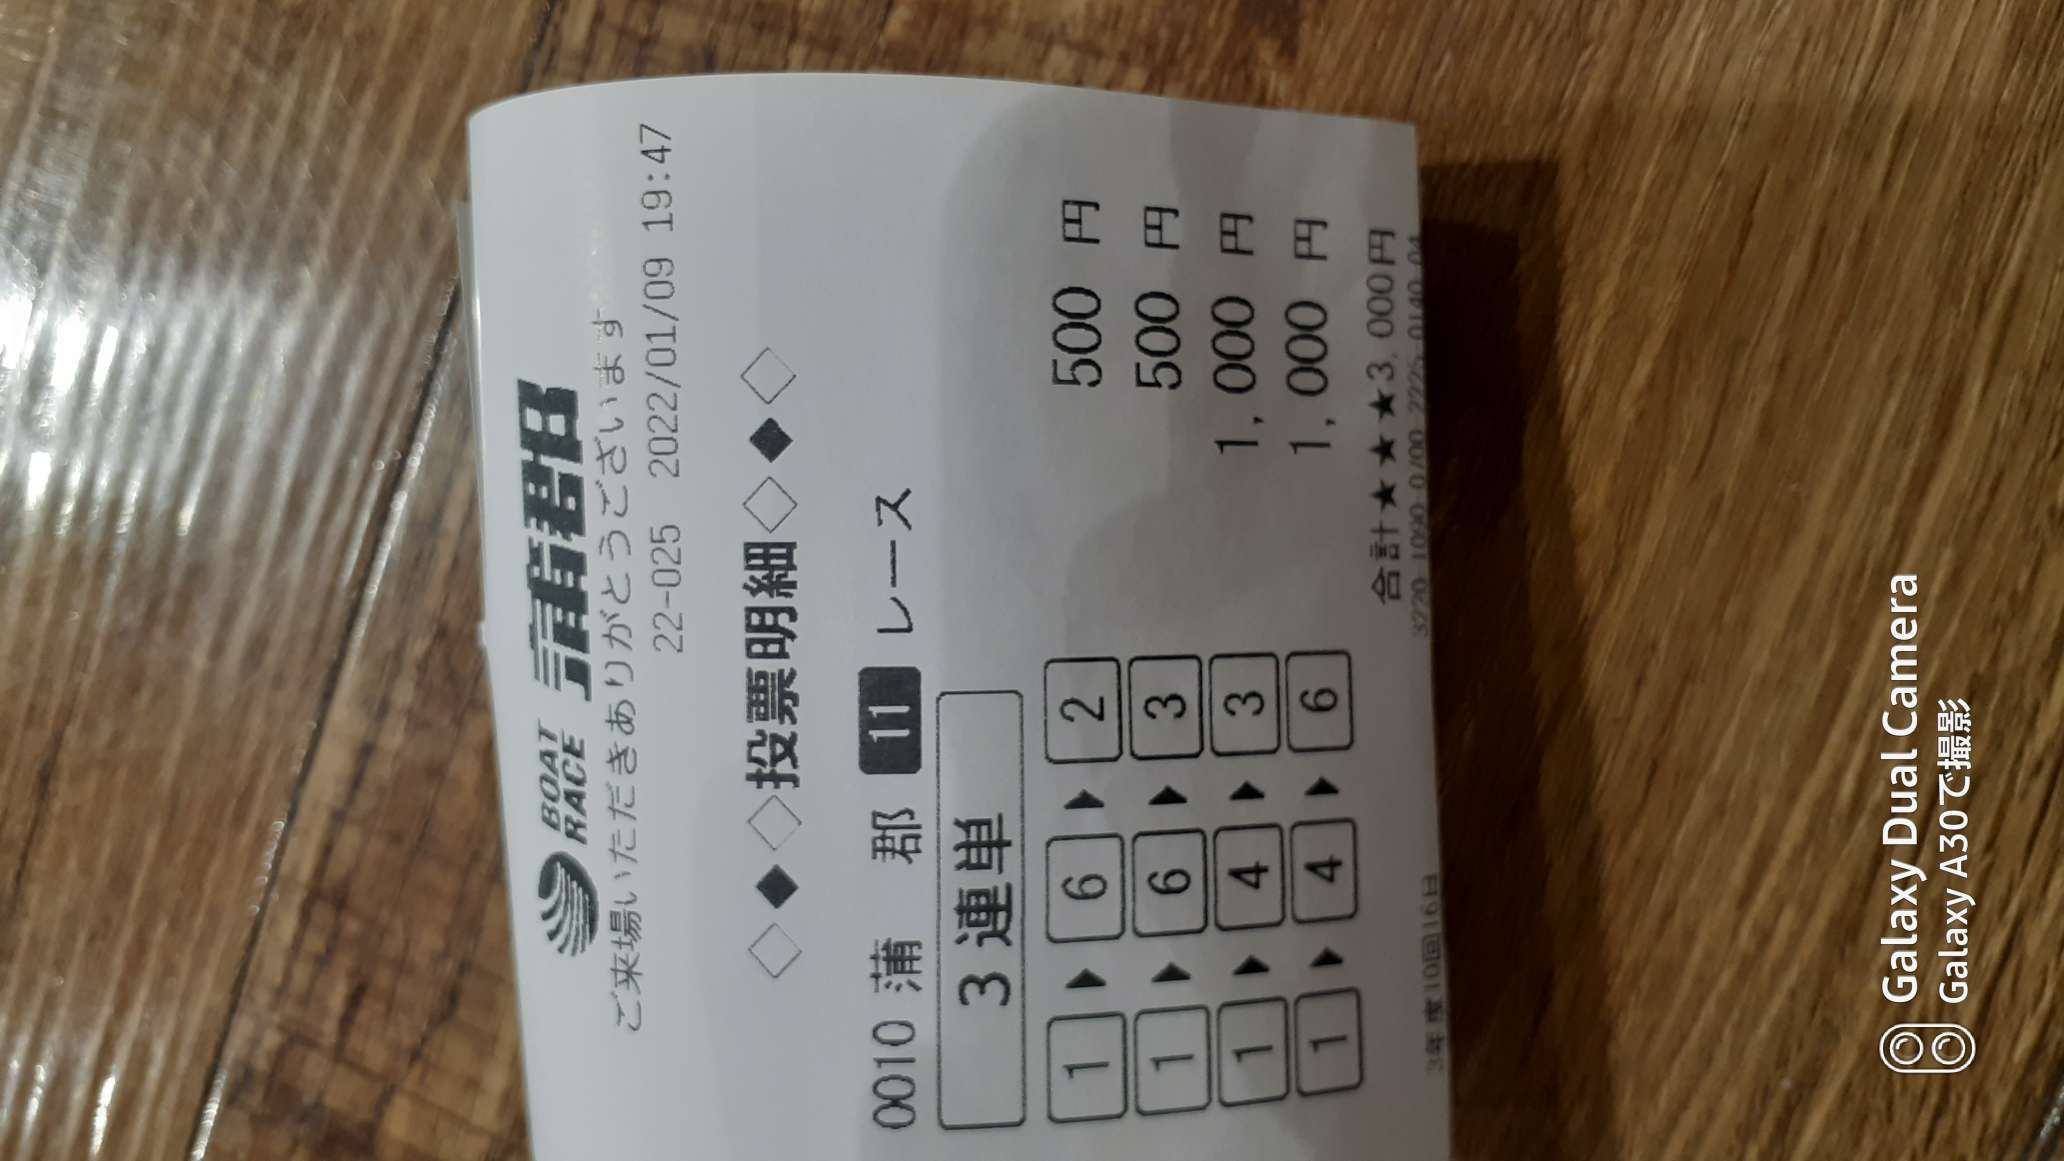 BOAT RACE 蒲郡
ご来場いただきありがとうございます
22-025 2022/01/09 19:47
◇◆◇投票明細◇◆◇
0010 蒲 郡 11 レース
3連単
1 ▶ 6 ▶ 2 500 円
1 ▶ 6 ▶ 3 500 円
1 ▶ 4 ▶ 3 1,000 円
1 ▶ 4 ▶ 6 1,000 円
合計★★★★3,000円
3年度10回16日
Galaxy Dual Camera
Galaxy A30で撮影